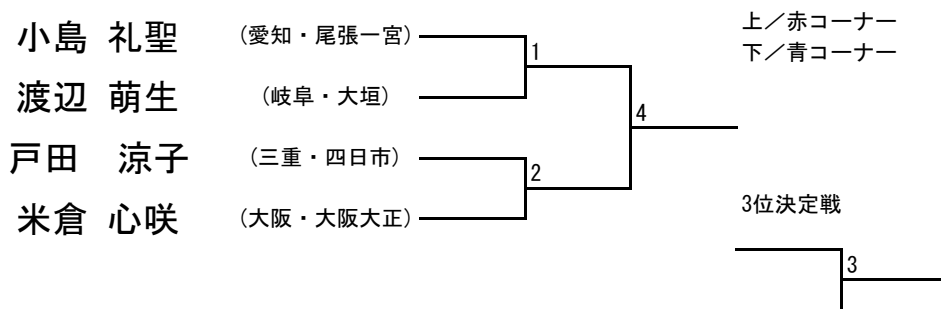 小島 礼聖 （愛知・尾張一宮） 1 上／赤コーナー
下／青コーナー
渡辺 萌生 （岐阜・大垣） 4
戸田 涼子 （三重・四日市） 2
米倉 心咲 （大阪・大阪大正） 3位決定戦
3